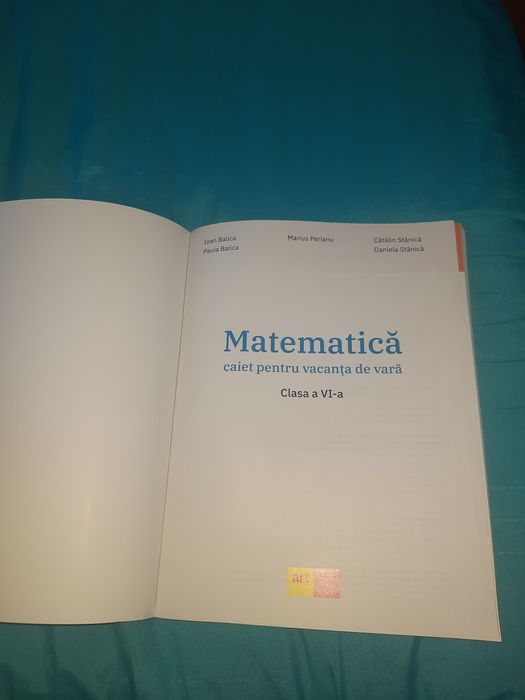 Ioan Balica
Paula Balica
Marius Perianu
Cătălin Stănică
Daniela Stănică
Matematică
caiet pentru vacanța de vară
Clasa a VI-a
art